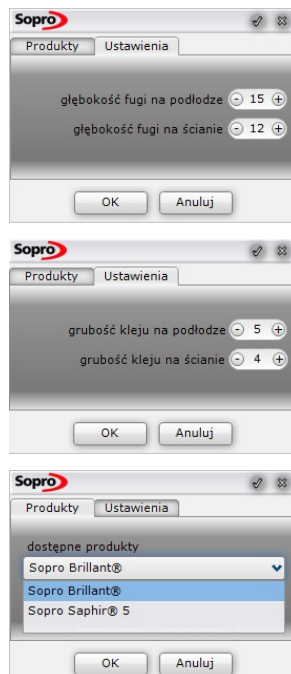 Sopro
Produkty Ustawienia
głębokość fugi na podłodze - 15 +
głębokość fugi na ścianie - 12 +
OK Anuluj
Sopro
Produkty Ustawienia
grubość kleju na podłodze - 5 +
grubość kleju na ścianie - 4 +
OK Anuluj
Sopro
Produkty Ustawienia
dostępne produkty
Sopro Brillant®
Sopro Brillant®
Sopro Saphir® 5
OK Anuluj